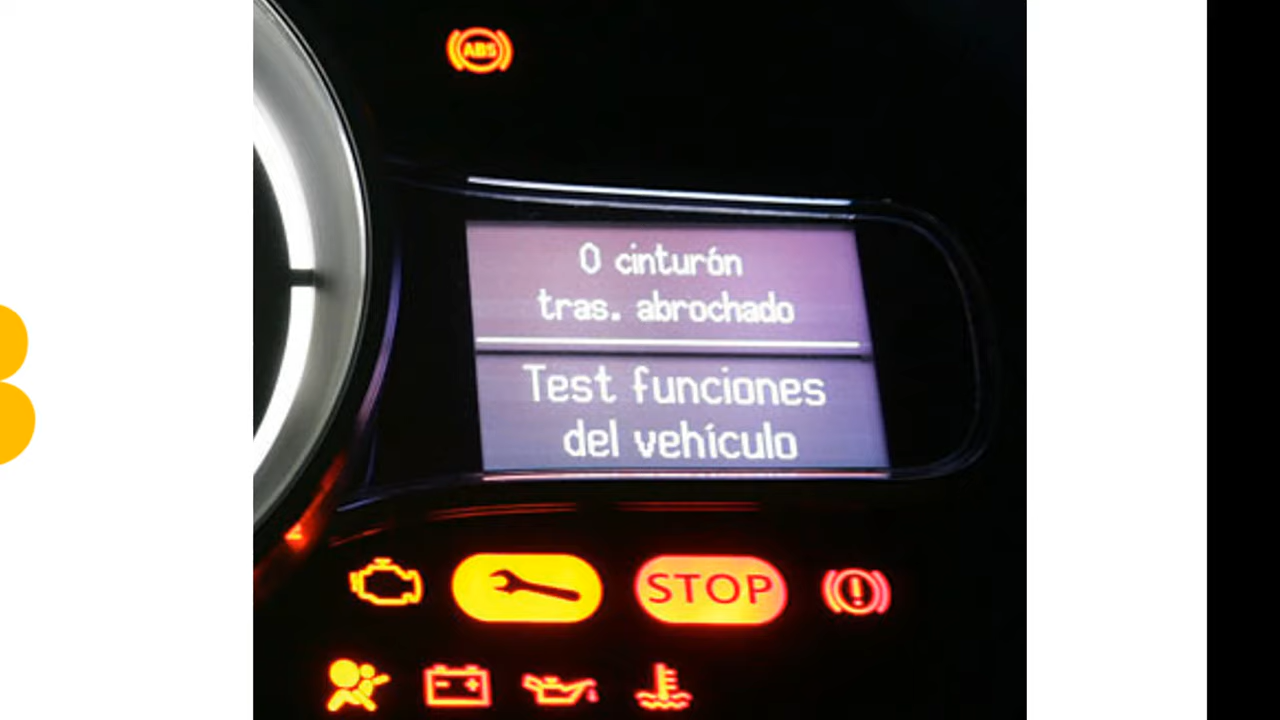 ABS
0 cinturón
tras. abrochado
Test funciones
del vehículo
STOP